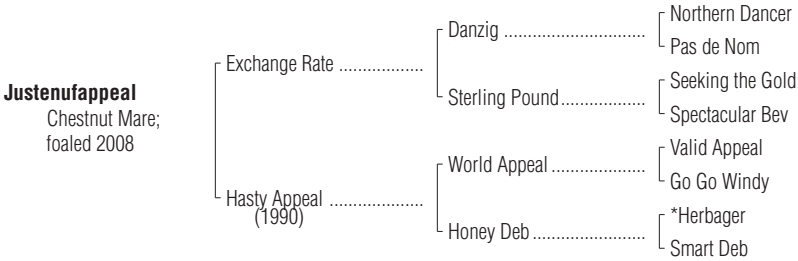 Northern Dancer
Danzig ..............................
Pas de Nom
Exchange Rate ..................
Seeking the Gold
Sterling Pound..................
Spectacular Bev
Justenufappeal
Chestnut Mare;
foaled 2008
Valid Appeal
World Appeal ....................
Go Go Windy
Hasty Appeal ....................
(1990)
*Herbager
Honey Deb........................
Smart Deb